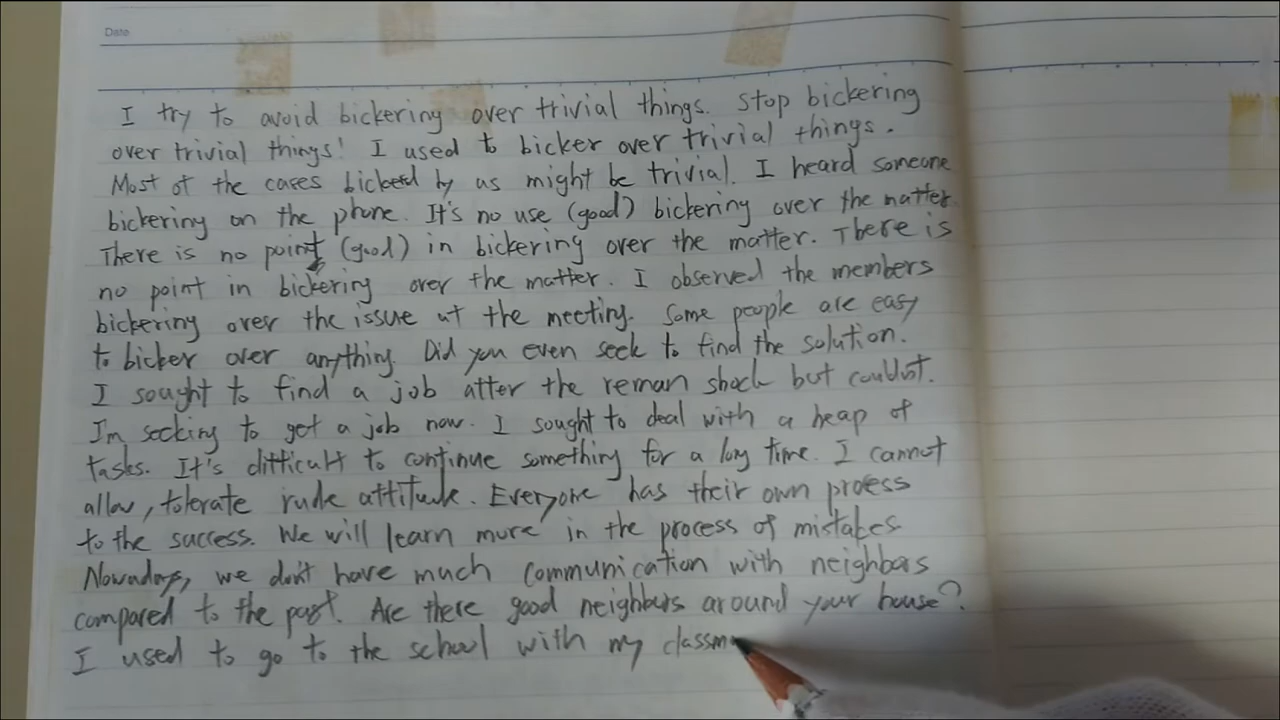 Date
I try to avoid bickering over trivial things. Stop bickering
over trivial things! I used to bicker over trivial things.
Most of the cases bickered by us might be trivial. I heard someone
bickering on the phone. It's no use (good) bickering over the matter.
There is no point (good) in bickering over the matter. There is
no point in bickering over the matter. I observed the members
bickering over the issue at the meeting. Some people are easy
to bicker over anything. Did you even seek to find the solution.
I sought to find a job after the reman shock but couldn't.
I'm seeking to get a job now. I sought to deal with a heap of
tasks. It's difficult to continue something for a long time. I cannot
allow, tolerate rude attitude. Everyone has their own process
to the success. We will learn more in the process of mistakes
Nowadays, we don't have much communication with neighbors
compared to the past. Are there good neighbors around your house?
I used to go to the school with my classm